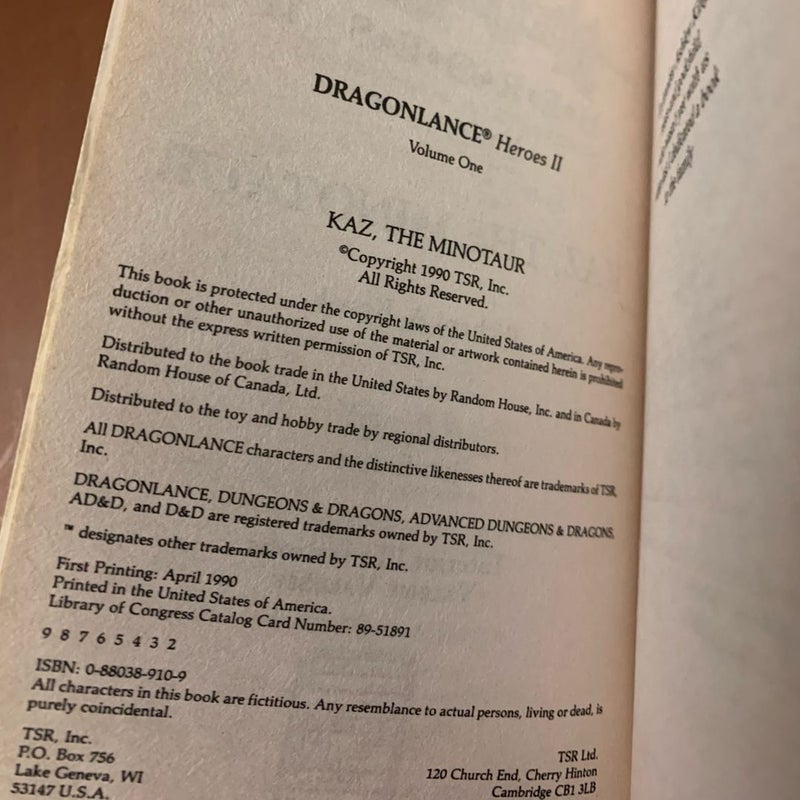 DRAGONLANCE® Heroes II
Volume One
KAZ, THE MINOTAUR
©Copyright 1990 TSR, Inc.
All Rights Reserved.
This book is protected under the copyright laws of the United States of America. Any repro-
duction or other unauthorized use of the material or artwork contained herein is prohibited
without the express written permission of TSR, Inc.
Distributed to the book trade in the United States by Random House, Inc. and in Canada by
Random House of Canada, Ltd.
Distributed to the toy and hobby trade by regional distributors.
All DRAGONLANCE characters and the distinctive likenesses thereof are trademarks of TSR,
Inc.
DRAGONLANCE, DUNGEONS & DRAGONS, ADVANCED DUNGEONS & DRAGONS,
AD&D, and D&D are registered trademarks owned by TSR, Inc.
™ designates other trademarks owned by TSR, Inc.
First Printing: April 1990
Printed in the United States of America.
Library of Congress Catalog Card Number: 89-51891
9 8 7 6 5 4 3 2
ISBN: 0-88038-910-9
All characters in this book are fictitious. Any resemblance to actual persons, living or dead, is
purely coincidental.
TSR, Inc.
P.O. Box 756
Lake Geneva, WI
53147 U.S.A.
TSR Ltd.
120 Church End, Cherry Hinton
Cambridge CB1 3LB